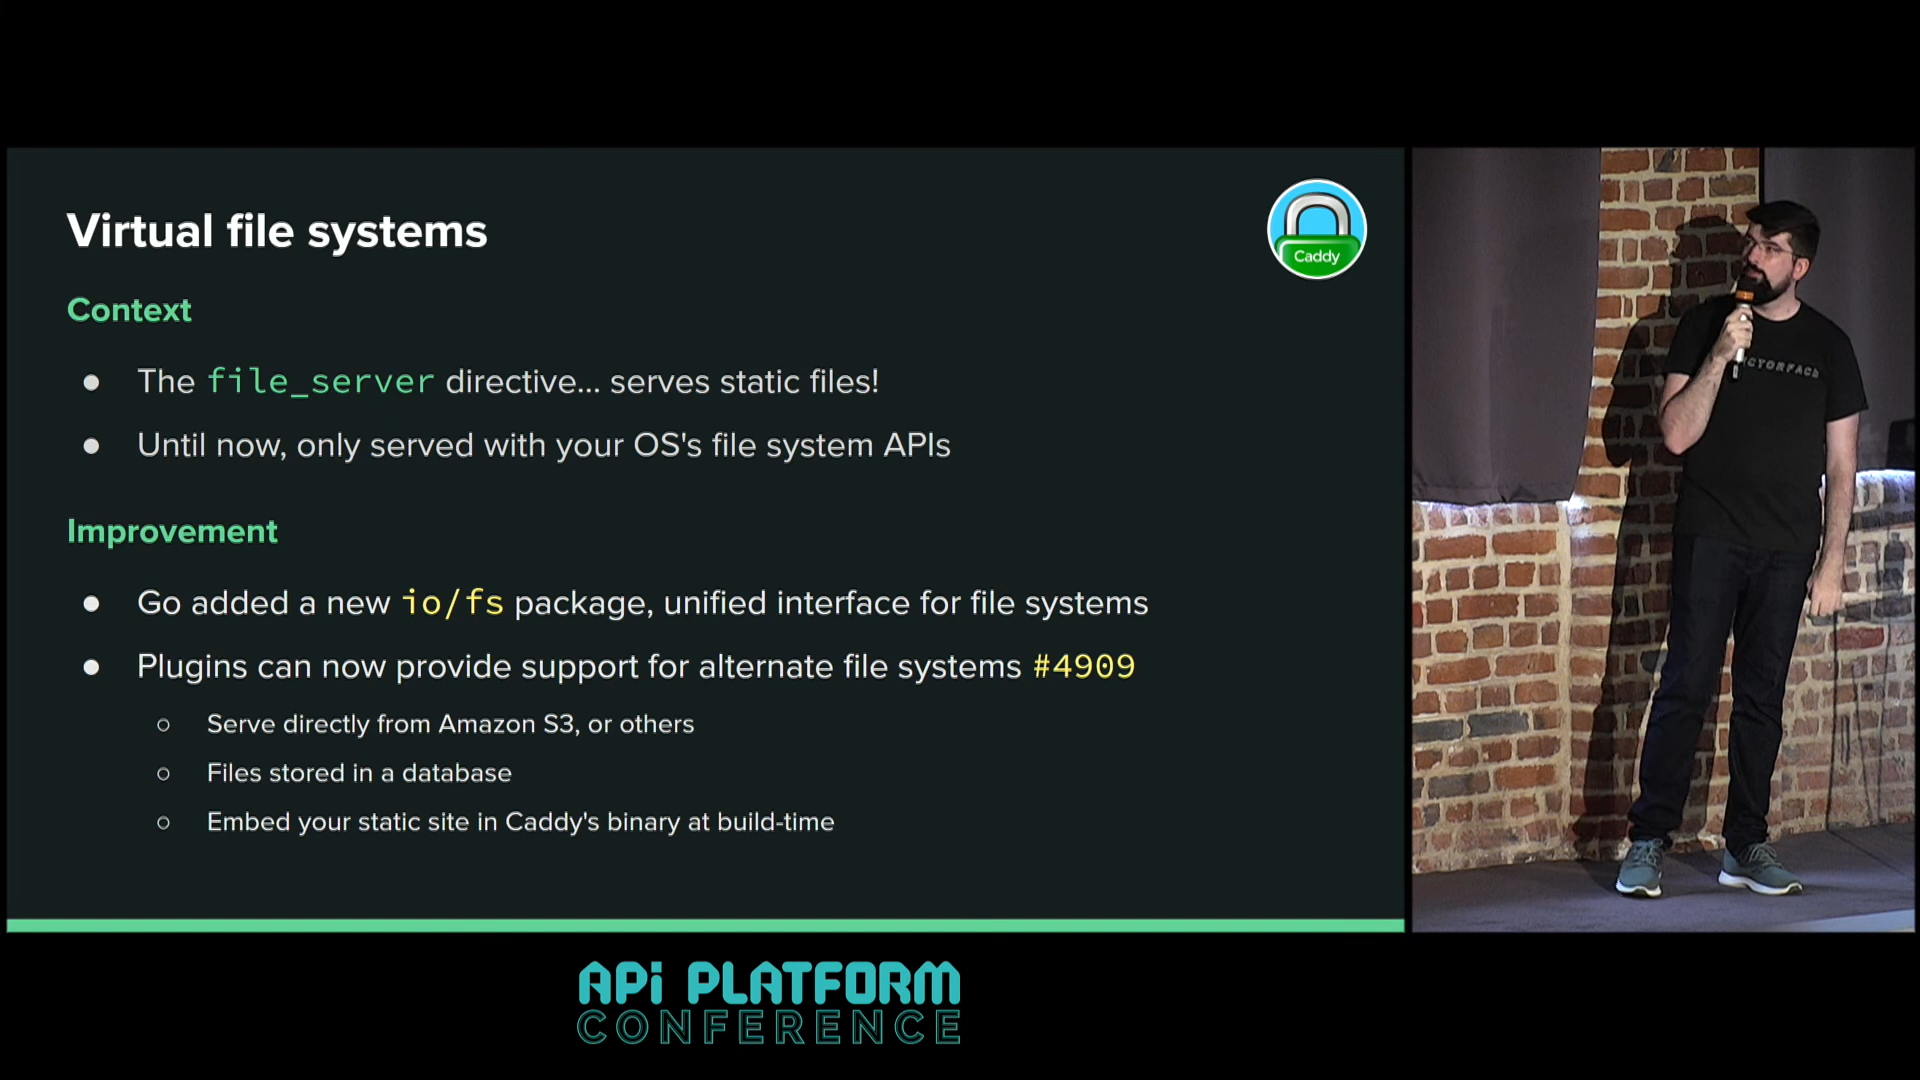 Virtual file systems
Caddy
Context
● The file_server directive... serves static files!
● Until now, only served with your OS's file system APIs
Improvement
● Go added a new io/fs package, unified interface for file systems
● Plugins can now provide support for alternate file systems #4909
○ Serve directly from Amazon S3, or others
○ Files stored in a database
○ Embed your static site in Caddy's binary at build-time
APi PLATFORM
CONFERENCE